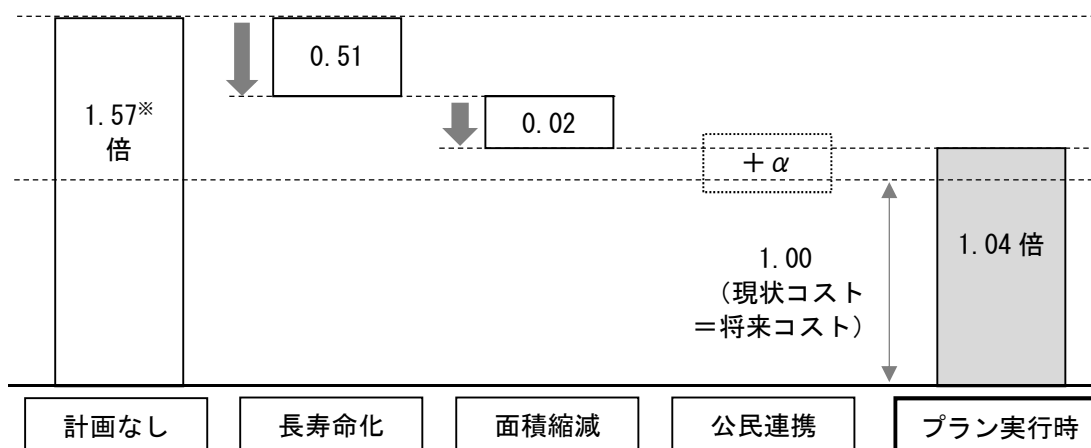 1.57※
倍
0.51
0.02
＋α
1.00
（現状コスト
＝将来コスト）
1.04 倍
計画なし
長寿命化
面積縮減
公民連携
プラン実行時